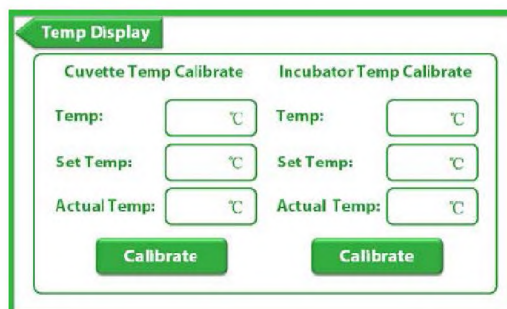 Temp Display
Cuvette Temp Calibrate Incubator Temp Calibrate
Temp: ℃ Temp: ℃
Set Temp: ℃ Set Temp: ℃
Actual Temp: ℃ Actual Temp: ℃
Calibrate Calibrate